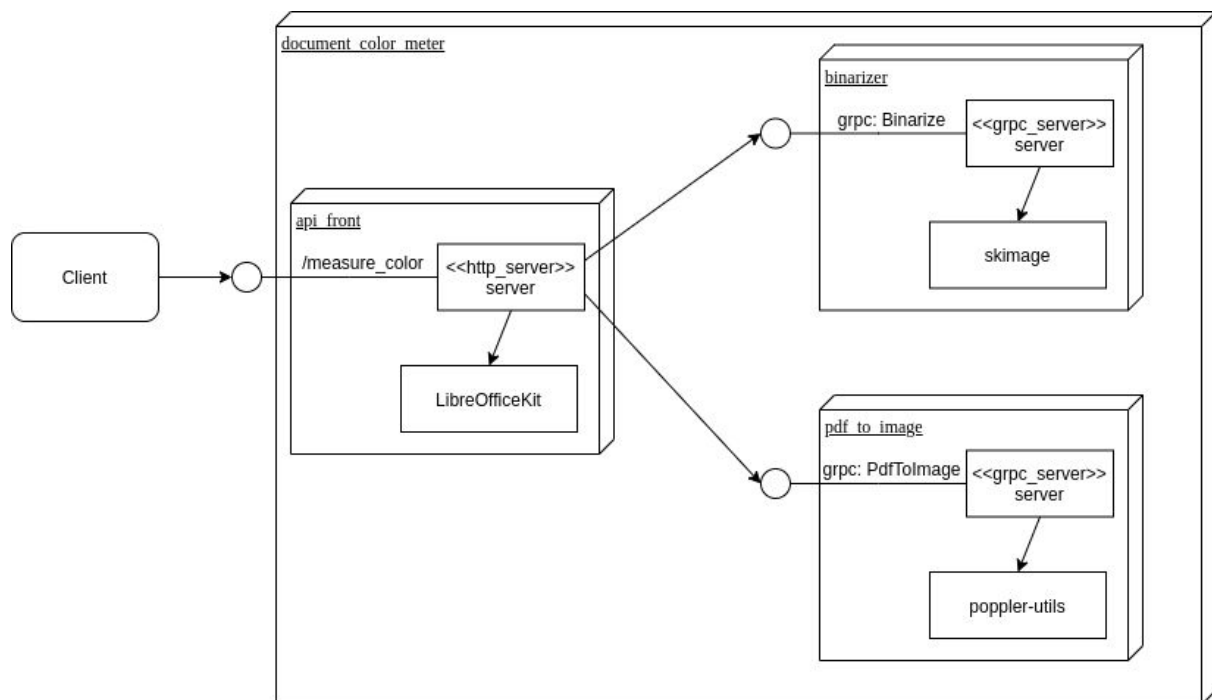 document_color_meter
binarizer
grpc: Binarize
<<grpc_server>>
server
skimage
api_front
/measure_color
<<http_server>>
server
Client
LibreOfficeKit
pdf_to_image
grpc: PdfToImage
<<grpc_server>>
server
poppler-utils